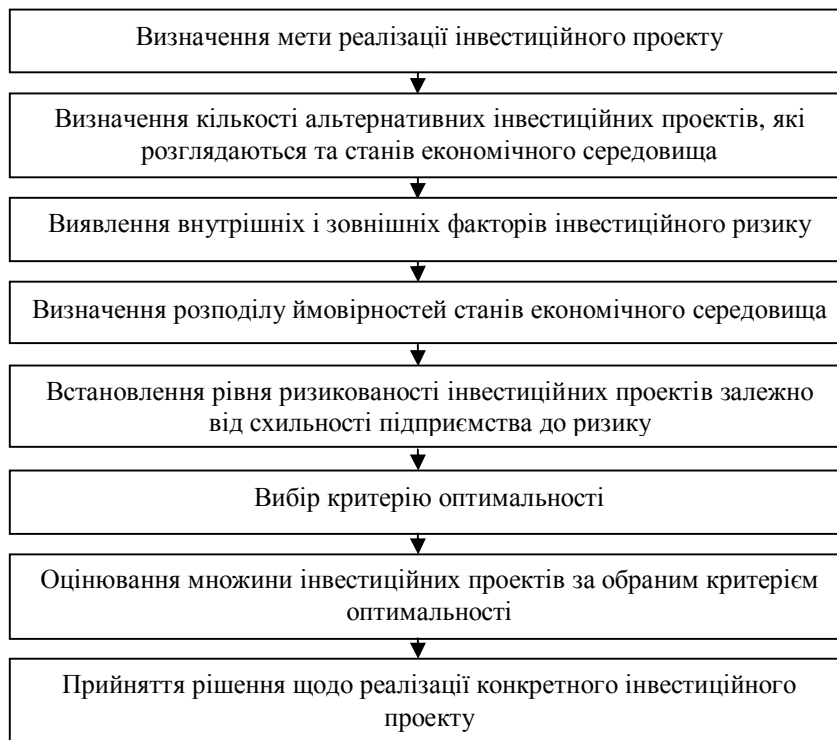 Визначення мети реалізації інвестиційного проекту
Визначення кількості альтернативних інвестиційних проектів, які
розглядаються та станів економічного середовища
Виявлення внутрішніх і зовнішніх факторів інвестиційного ризику
Визначення розподілу ймовірностей станів економічного середовища
Встановлення рівня ризикованості інвестиційних проектів залежно
від схильності підприємства до ризику
Вибір критерію оптимальності
Оцінювання множини інвестиційних проектів за обраним критерієм
оптимальності
Прийняття рішення щодо реалізації конкретного інвестиційного
проекту